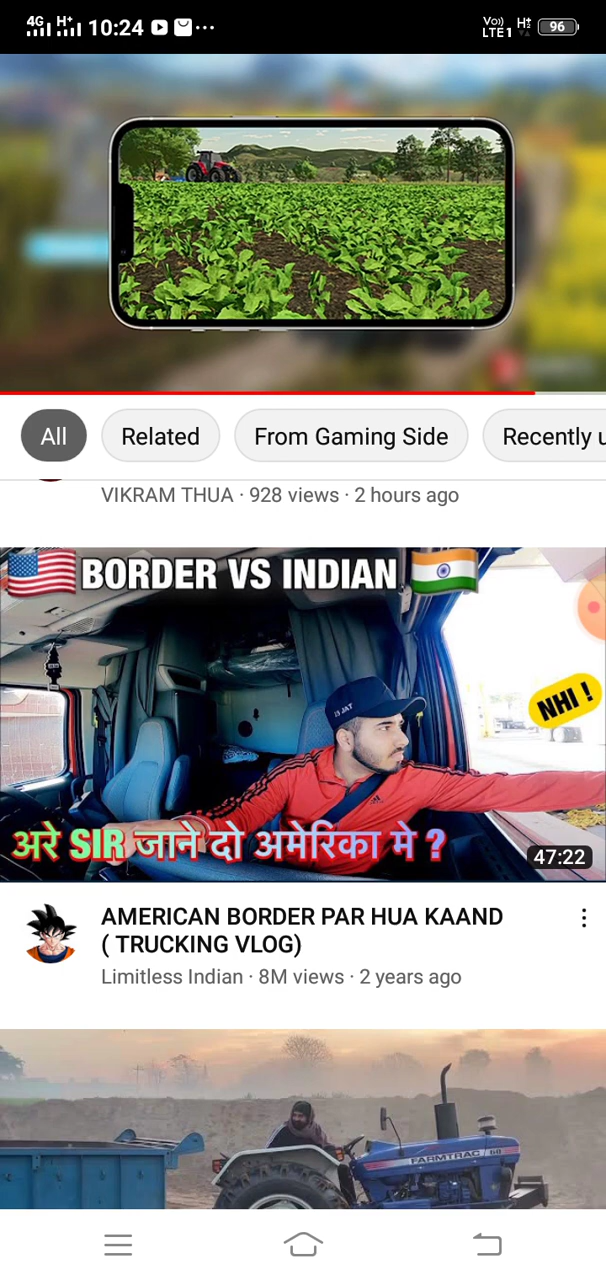 4G H+ 10:24 Vo)) LTE1 H+ 2 96
All Related From Gaming Side Recently u
VIKRAM THUA · 928 views · 2 hours ago
BORDER VS INDIAN
NHI !
अरे SIR जाने दो अमेरिका मे ?
47:22
AMERICAN BORDER PAR HUA KAAND
( TRUCKING VLOG)
Limitless Indian · 8M views · 2 years ago
FARMTRAC 60